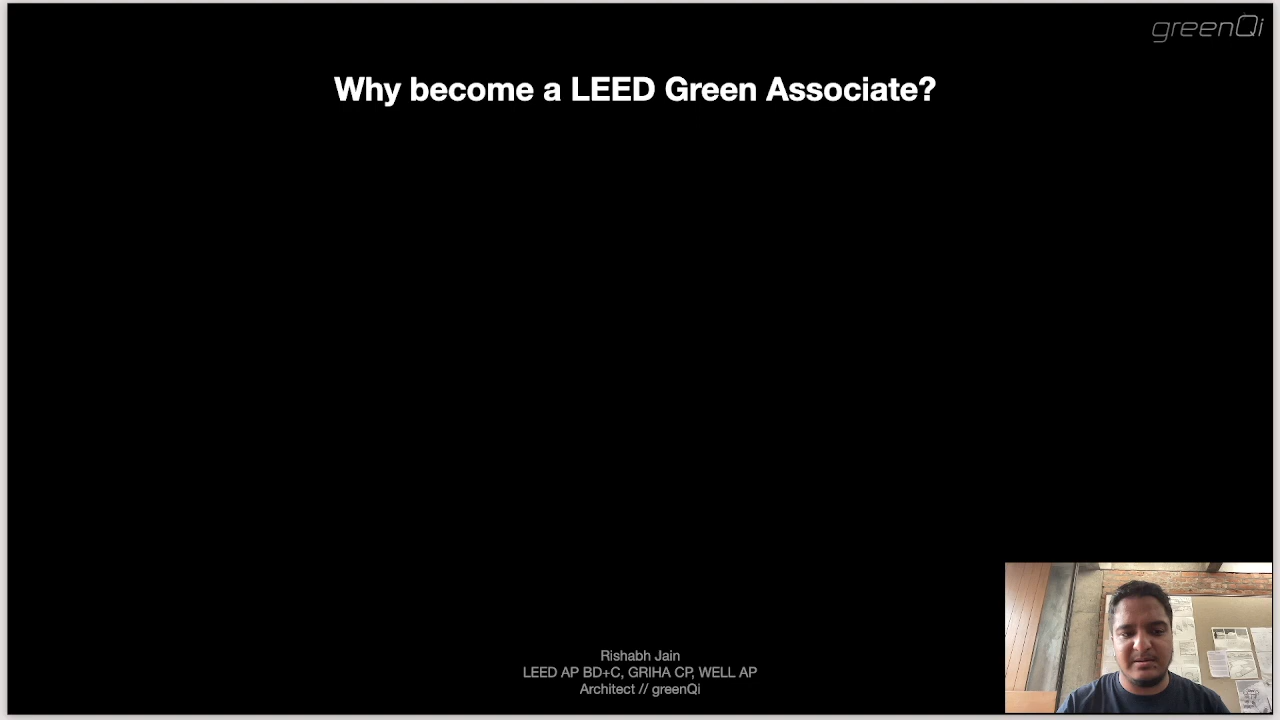 greenQi
Why become a LEED Green Associate?
Rishabh Jain
LEED AP BD+C, GRIHA CP, WELL AP
Architect // greenQi